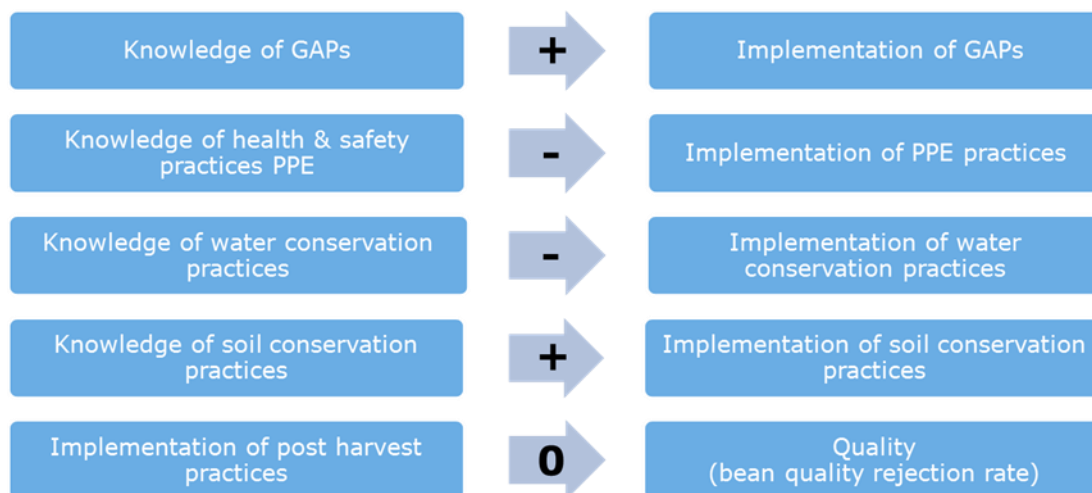 Knowledge of GAPs
+
Implementation of GAPs
Knowledge of health & safety
practices PPE
-
Implementation of PPE practices
Knowledge of water conservation
practices
-
Implementation of water
conservation practices
Knowledge of soil conservation
practices
+
Implementation of soil conservation
practices
Implementation of post harvest
practices
0
Quality
(bean quality rejection rate)